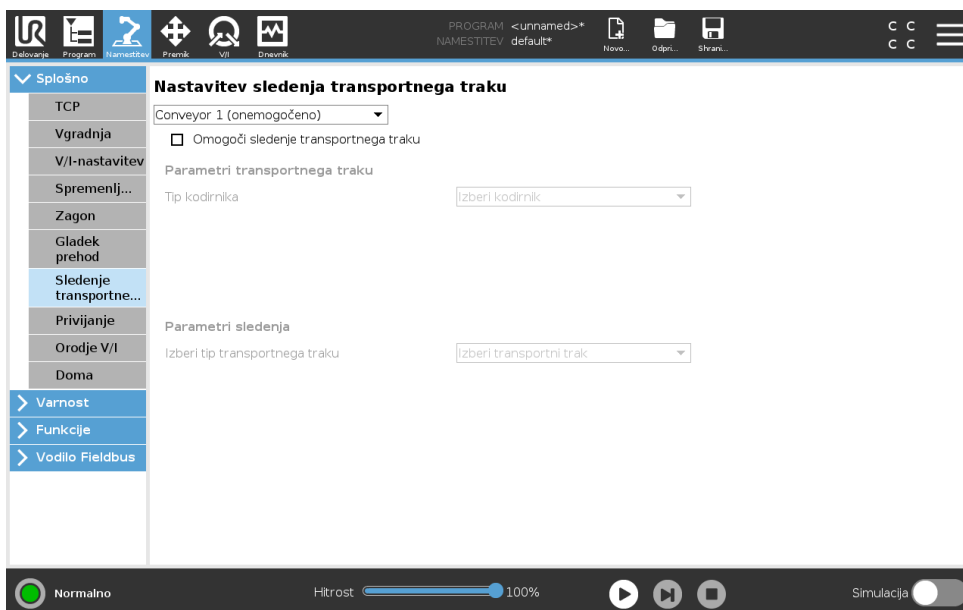 UR
Delovanje
Program
Namestitev
Premik
V/I
Dnevnik
PROGRAM <unnamed>*
NAMESTITEV default*
Novo...
Odpri...
Shrani...
C C
C C
Splošno
TCP
Vgradnja
V/I-nastavitev
Spremenlj...
Zagon
Gladek
prehod
Sledenje
transportne...
Privijanje
Orodje V/I
Doma
Varnost
Funkcije
Vodilo Fieldbus
Nastavitev sledenja transportnega traku
Conveyor 1 (onemogočeno)
Omogoči sledenje transportnega traku
Parametri transportnega traku
Tip kodirnika
Izberi kodirnik
Parametri sledenja
Izberi tip transportnega traku
Izberi transportni trak
Normalno
Hitrost
100%
Simulacija